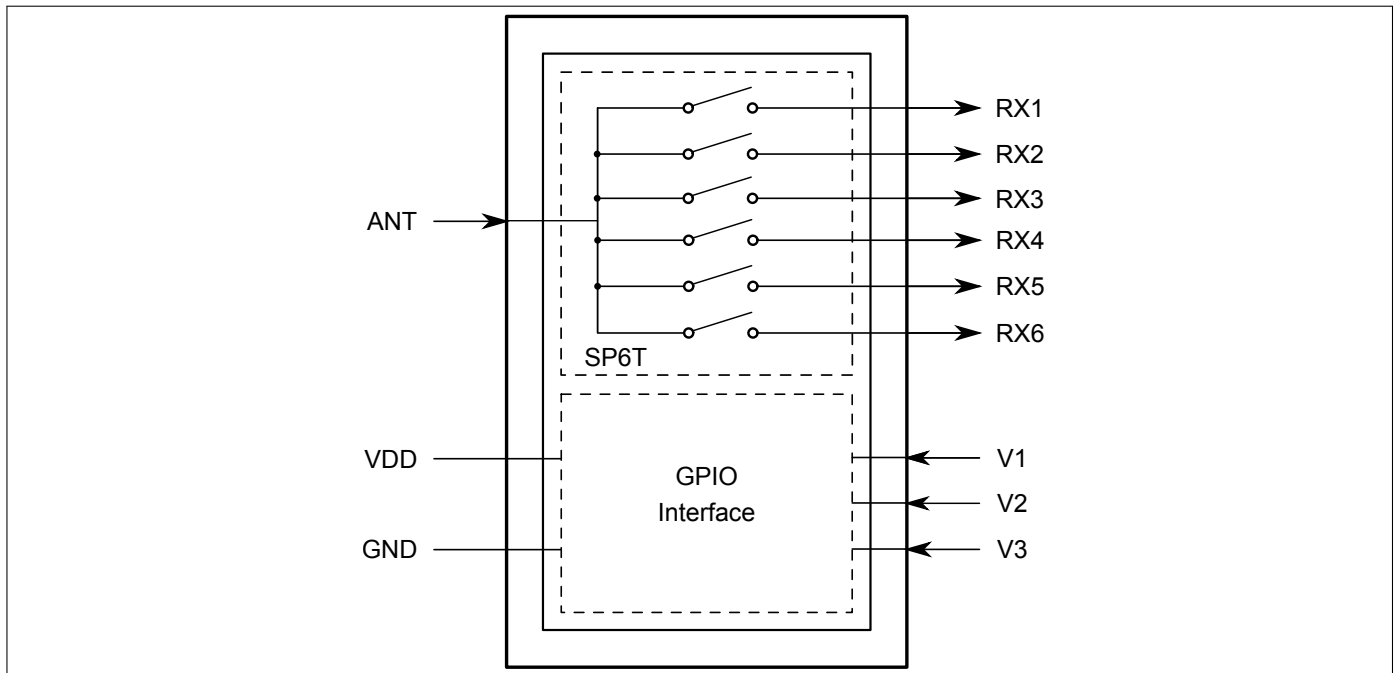 RX1
RX2
RX3
ANT
RX4
RX5
RX6
SP6T
VDD
GPIO
Interface
GND
V1
V2
V3